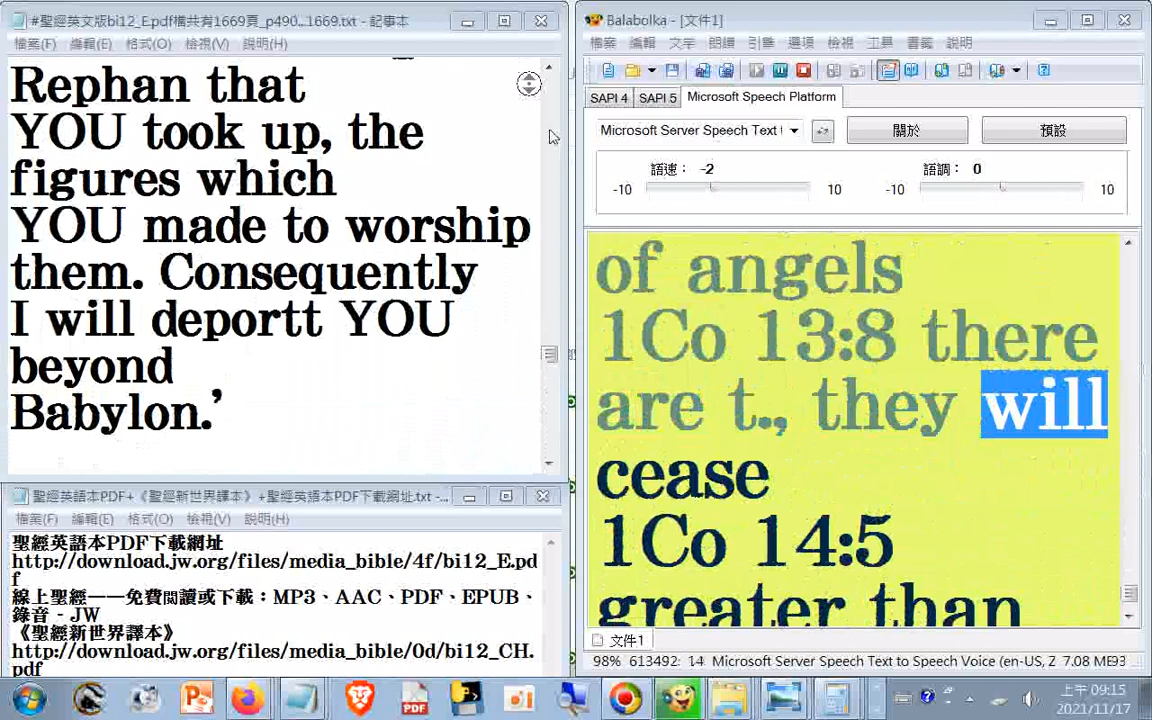 #聖經英文版bi12_E.pdf檔共有1669頁_p490...1669.txt - 記事本
檔案(F) 編輯(E) 格式(O) 檢視(V) 說明(H)
Rephan that
YOU took up, the
figures which
YOU made to worship
them. Consequently
I will deportt YOU
beyond
Babylon.’
聖經英語本PDF+《聖經新世界譯本》+聖經英語本PDF下載網址.txt -...
檔案(F) 編輯(E) 格式(O) 檢視(V) 說明(H)
聖經英語本PDF下載網址
http://download.jw.org/files/media_bible/4f/bi12_E.pd
f
線上聖經——免費閱讀或下載：MP3、AAC、PDF、EPUB、
錄音 - JW
《聖經新世界譯本》
http://download.jw.org/files/media_bible/0d/bi12_CH.
pdf
Balabolka - [文件1]
檔案 編輯 文字 朗讀 引擎 選項 檢視 工具 書籤 說明
SAPI 4 SAPI 5 Microsoft Speech Platform
Microsoft Server Speech Text 關於 預設
語速： -2 語調： 0
-10 10 -10 10
of angels
1Co 13:8 there
are t., they will
cease
1Co 14:5
greater than
文件1
98% 613492: 14 Microsoft Server Speech Text to Speech Voice (en-US, Z 7.08 ME93
上午 09:15
2021/11/17